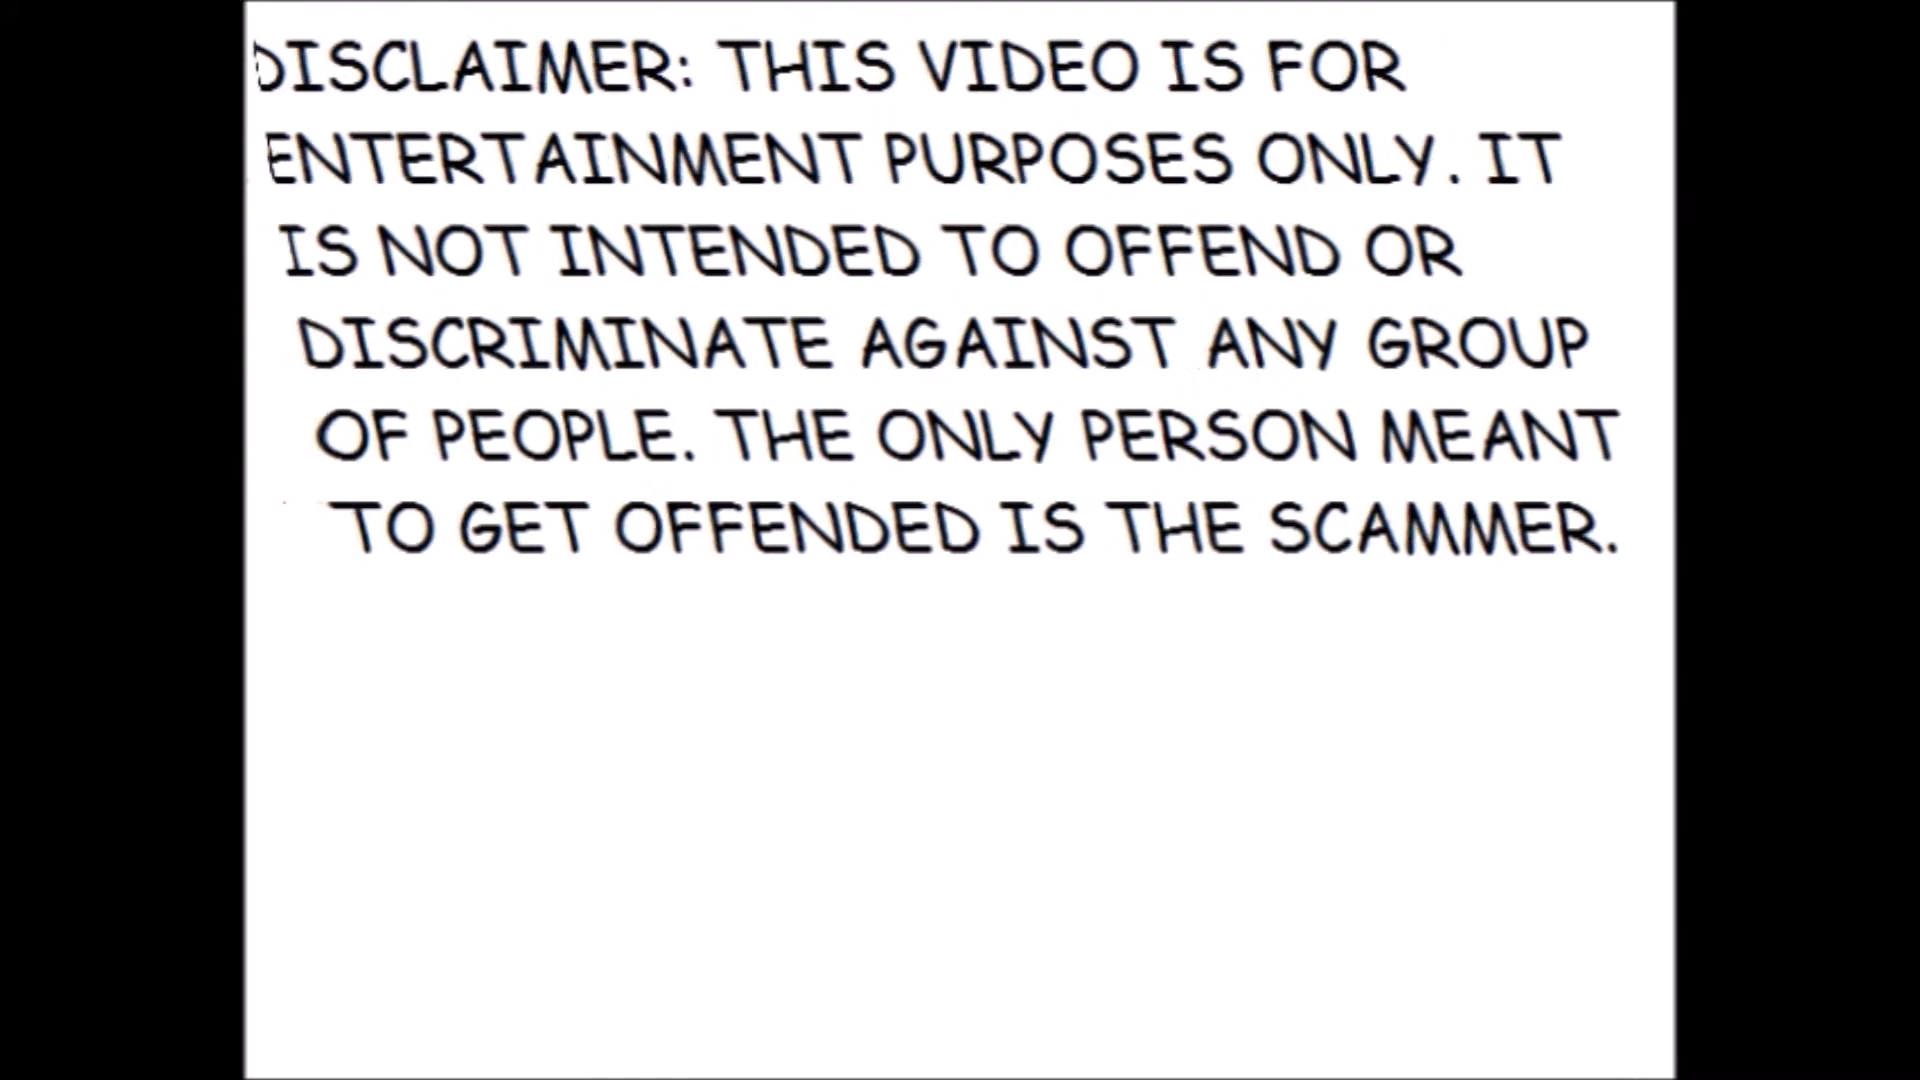 DISCLAIMER: THIS VIDEO IS FOR
ENTERTAINMENT PURPOSES ONLY. IT
IS NOT INTENDED TO OFFEND OR
DISCRIMINATE AGAINST ANY GROUP
OF PEOPLE. THE ONLY PERSON MEANT
TO GET OFFENDED IS THE SCAMMER.